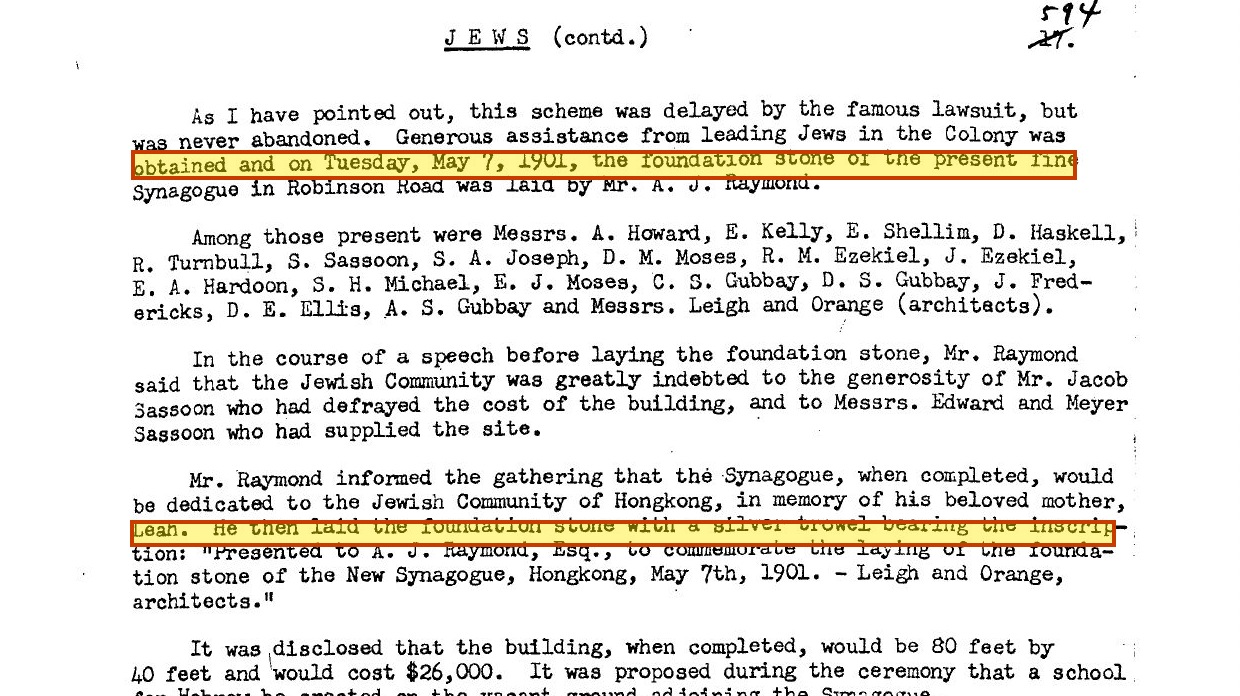 594
27.
J E W S (contd.)
As I have pointed out, this scheme was delayed by the famous lawsuit, but
was never abandoned. Generous assistance from leading Jews in the Colony was
obtained and on Tuesday, May 7, 1901, the foundation stone of the present fine
Synagogue in Robinson Road was laid by Mr. A. J. Raymond.
Among those present were Messrs. A. Howard, E. Kelly, E. Shellim, D. Haskell,
R. Turnbull, S. Sassoon, S. A. Joseph, D. M. Moses, R. M. Ezekiel, J. Ezekiel,
E. A. Hardoon, S. H. Michael, E. J. Moses, C. S. Gubbay, D. S. Gubbay, J. Fred-
ericks, D. E. Ellis, A. S. Gubbay and Messrs. Leigh and Orange (architects).
In the course of a speech before laying the foundation stone, Mr. Raymond
said that the Jewish Community was greatly indebted to the generosity of Mr. Jacob
Sassoon who had defrayed the cost of the building, and to Messrs. Edward and Meyer
Sassoon who had supplied the site.
Mr. Raymond informed the gathering that the Synagogue, when completed, would
be dedicated to the Jewish Community of Hongkong, in memory of his beloved mother,
Leah. He then laid the foundation stone with a silver trowel bearing the inscrip-
tion: "Presented to A. J. Raymond, Esq., to commemorate the laying of the founda-
tion stone of the New Synagogue, Hongkong, May 7th, 1901. - Leigh and Orange,
architects."
It was disclosed that the building, when completed, would be 80 feet by
40 feet and would cost $26,000. It was proposed during the ceremony that a school
for Hebrew be erected on the vacant ground adjoining the Synagogue.